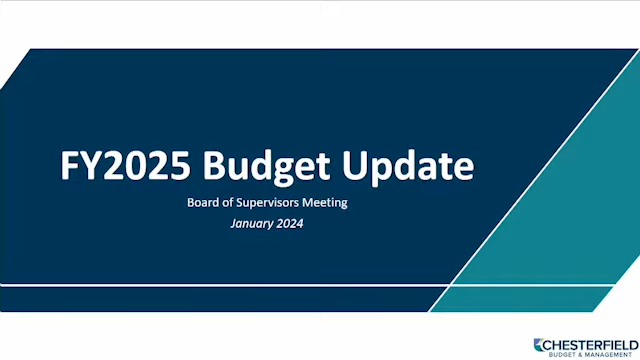 FY2025 Budget Update
Board of Supervisors Meeting
January 2024
CHESTERFIELD
BUDGET & MANAGEMENT